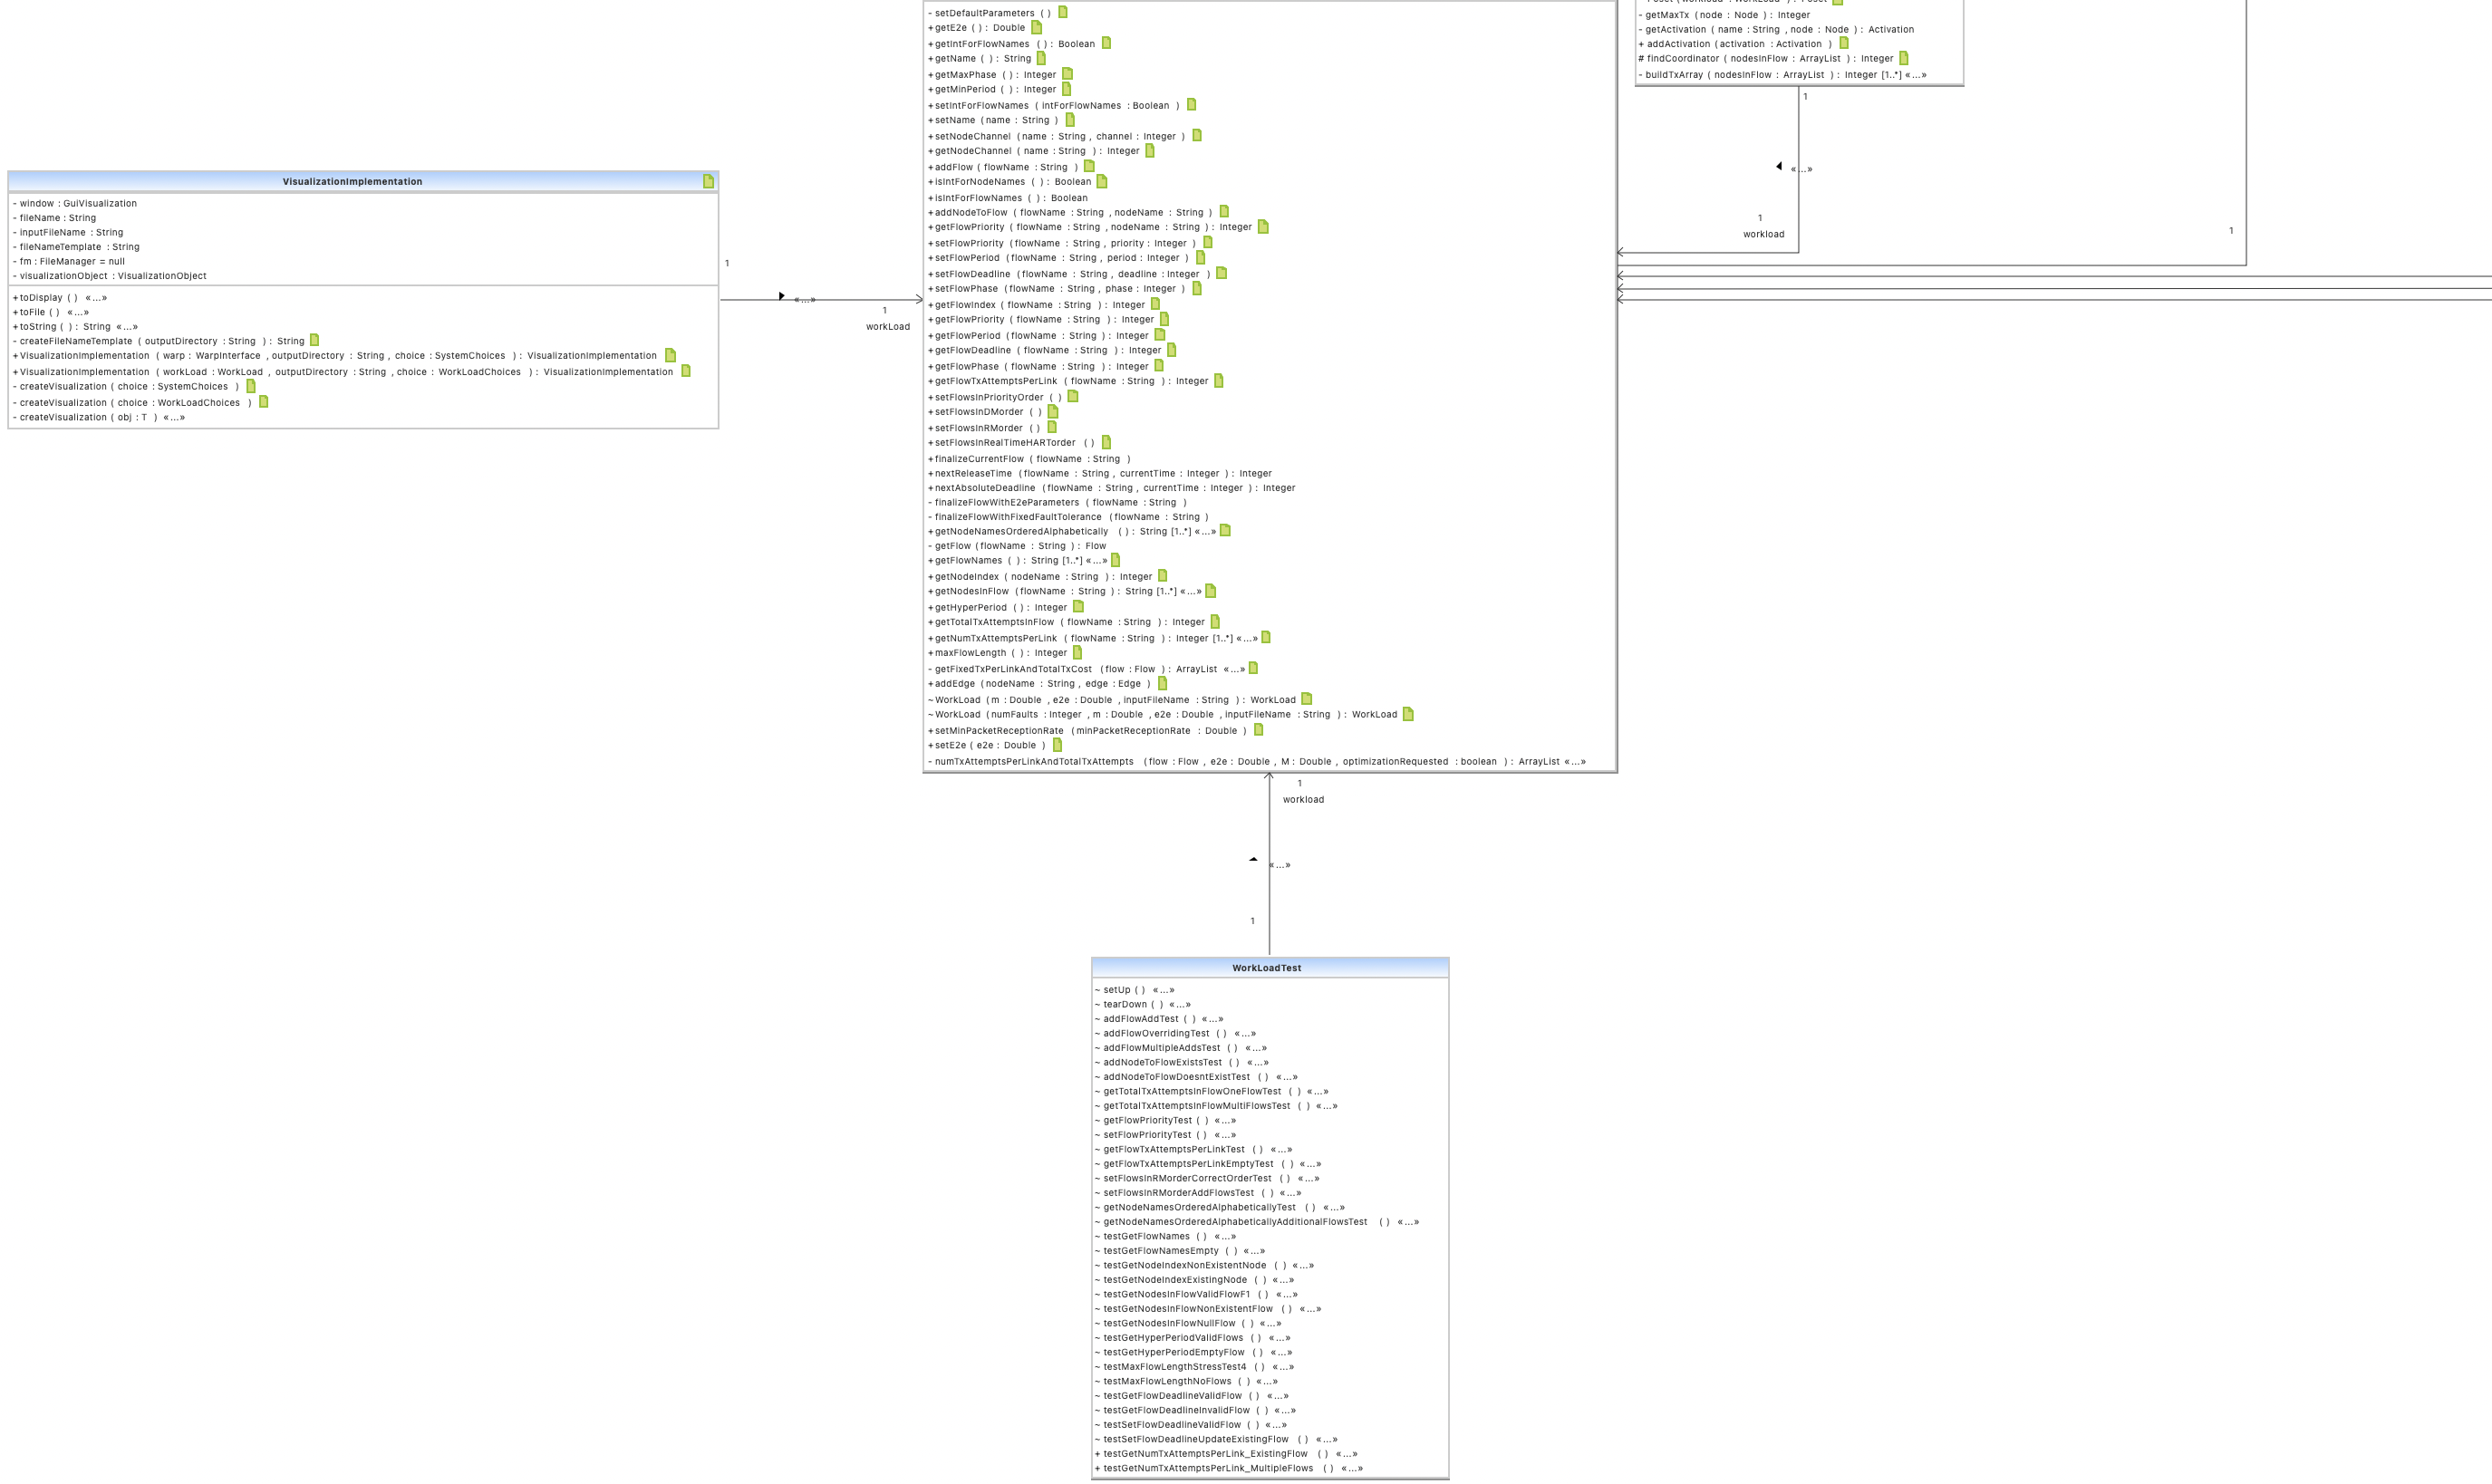 - setDefaultParameters ( )
+ getE2e ( ) : Double
+ getIntForFlowNames ( ) : Boolean
+ getName ( ) : String
+ getMaxPhase ( ) : Integer
+ getMinPeriod ( ) : Integer
+ setIntForFlowNames ( intForFlowNames : Boolean )
+ setName (name : String )
+ setNodeChannel (name : String , channel : Integer )
+ getNodeChannel ( name : String ) : Integer
+ addFlow ( flowName : String )
+ isIntForNodeNames ( ) : Boolean
+ isIntForFlowNames ( ) : Boolean
+ addNodeToFlow ( flowName : String , nodeName : String )
+ getFlowPriority ( flowName : String , nodeName : String ) : Integer
+ setFlowPriority (flowName : String , priority : Integer )
+ setFlowPeriod (flowName : String , period : Integer )
+ setFlowDeadline (flowName : String , deadline : Integer )
+ setFlowPhase (flowName : String , phase : Integer )
+ getFlowIndex ( flowName : String ) : Integer
+ getFlowPriority ( flowName : String ) : Integer
+ getFlowPeriod (flowName : String ) : Integer
+ getFlowDeadline ( flowName : String ) : Integer
+ getFlowPhase ( flowName : String ) : Integer
+ getFlowTxAttemptsPerLink ( flowName : String ) : Integer
+ setFlowsInPriorityOrder ( )
+ setFlowsInDMorder ( )
+ setFlowsInRMorder ( )
+ setFlowsInRealTimeHARTorder ( )
+ finalizeCurrentFlow ( flowName : String )
+ nextReleaseTime (flowName : String , currentTime : Integer ) : Integer
+ nextAbsoluteDeadline (flowName : String , currentTime : Integer ) : Integer
- finalizeFlowWithE2eParameters ( flowName : String )
- finalizeFlowWithFixedFaultTolerance (flowName : String )
+ getNodeNamesOrderedAlphabetically ( ) : String [1..*] «...»
- getFlow (flowName : String ) : Flow
+ getFlowNames ( ) : String [1..*] «...»
+ getNodeIndex ( nodeName : String ) : Integer
+ getNodesInFlow (flowName : String ) : String [1..*] «...»
+ getHyperPeriod ( ) : Integer
+ getTotalTxAttemptsInFlow ( flowName : String ) : Integer
+ getNumTxAttemptsPerLink ( flowName : String ) : Integer [1..*] «...»
+ maxFlowLength ( ) : Integer
- getFixedTxPerLinkAndTotalTxCost (flow : Flow ) : ArrayList «...»
+ addEdge (nodeName : String , edge : Edge )
~ WorkLoad (m : Double , e2e : Double , inputFileName : String ) : WorkLoad
~ WorkLoad (numFaults : Integer , m : Double , e2e : Double , inputFileName : String ) : WorkLoad
+ setMinPacketReceptionRate (minPacketReceptionRate : Double )
+ setE2e ( e2e : Double )
- numTxAttemptsPerLinkAndTotalTxAttempts (flow : Flow , e2e : Double , M : Double , optimizationRequested : boolean ) : ArrayList «...»
- getMaxTx (node : Node ) : Integer
- getActivation ( name : String , node : Node ) : Activation
+ addActivation (activation : Activation )
# findCoordinator ( nodesInFlow : ArrayList ) : Integer
- buildTxArray ( nodesInFlow : ArrayList ) : Integer [1..*] «...»
1
«...»
1
workload
1
VisualizationImplementation
- window : GuiVisualization
- fileName : String
- inputFileName : String
- fileNameTemplate : String
- fm : FileManager = null
- visualizationObject : VisualizationObject
+ toDisplay ( ) «...»
+ toFile ( ) «...»
+ toString ( ) : String «...»
- createFileNameTemplate ( outputDirectory : String ) : String
+ VisualizationImplementation ( warp : WarpInterface , outputDirectory : String , choice : SystemChoices ) : VisualizationImplementation
+ VisualizationImplementation ( workLoad : WorkLoad , outputDirectory : String , choice : WorkLoadChoices ) : VisualizationImplementation
- createVisualization ( choice : SystemChoices )
- createVisualization ( choice : WorkLoadChoices )
- createVisualization ( obj : T ) «...»
1
«...»
1
workLoad
1
workload
«...»
1
WorkLoadTest
~ setUp ( ) «...»
~ tearDown ( ) «...»
~ addFlowAddTest ( ) «...»
~ addFlowOverridingTest ( ) «...»
~ addFlowMultipleAddsTest ( ) «...»
~ addNodeToFlowExistsTest ( ) «...»
~ addNodeToFlowDoesntExistTest ( ) «...»
~ getTotalTxAttemptsInFlowOneFlowTest ( ) «...»
~ getTotalTxAttemptsInFlowMultiFlowsTest ( ) «...»
~ getFlowPriorityTest ( ) «...»
~ setFlowPriorityTest ( ) «...»
~ getFlowTxAttemptsPerLinkTest ( ) «...»
~ getFlowTxAttemptsPerLinkEmptyTest ( ) «...»
~ setFlowsInRMorderCorrectOrderTest ( ) «...»
~ setFlowsInRMorderAddFlowsTest ( ) «...»
~ getNodeNamesOrderedAlphabeticallyTest ( ) «...»
~ getNodeNamesOrderedAlphabeticallyAdditionalFlowsTest ( ) «...»
~ testGetFlowNames ( ) «...»
~ testGetFlowNamesEmpty ( ) «...»
~ testGetNodeIndexNonExistentNode ( ) «...»
~ testGetNodeIndexExistingNode ( ) «...»
~ testGetNodesInFlowValidFlowF1 ( ) «...»
~ testGetNodesInFlowNonExistentFlow ( ) «...»
~ testGetNodesInFlowNullFlow ( ) «...»
~ testGetHyperPeriodValidFlows ( ) «...»
~ testGetHyperPeriodEmptyFlow ( ) «...»
~ testMaxFlowLengthStressTest4 ( ) «...»
~ testMaxFlowLengthNoFlows ( ) «...»
~ testGetFlowDeadlineValidFlow ( ) «...»
~ testGetFlowDeadlineInvalidFlow ( ) «...»
~ testSetFlowDeadlineValidFlow ( ) «...»
~ testSetFlowDeadlineUpdateExistingFlow ( ) «...»
+ testGetNumTxAttemptsPerLink_ExistingFlow ( ) «...»
+ testGetNumTxAttemptsPerLink_MultipleFlows ( ) «...»